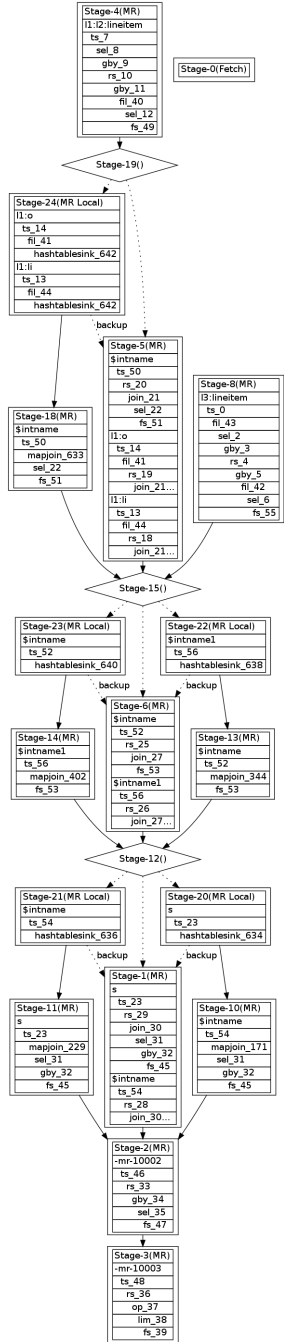 Stage-4(MR)
l1:l2:lineitem
ts_7
sel_8
gby_9
rs_10
gby_11
fil_40
sel_12
fs_49
Stage-0(Fetch)
Stage-19()
Stage-24(MR Local)
l1:o
ts_14
fil_41
hashtablesink_642
l1:li
ts_13
fil_44
hashtablesink_642
backup
Stage-5(MR)
$intname
ts_50
rs_20
join_21
sel_22
fs_51
l1:o
ts_14
fil_41
rs_19
join_21...
l1:li
ts_13
fil_44
rs_18
join_21...
Stage-8(MR)
l3:lineitem
ts_0
fil_43
sel_2
gby_3
rs_4
gby_5
fil_42
sel_6
fs_55
Stage-18(MR)
$intname
ts_50
mapjoin_633
sel_22
fs_51
Stage-15()
Stage-23(MR Local)
$intname
ts_52
hashtablesink_640
Stage-22(MR Local)
$intname1
ts_56
hashtablesink_638
backup
Stage-6(MR)
$intname
ts_52
rs_25
join_27
fs_53
$intname1
ts_56
rs_26
join_27...
Stage-14(MR)
$intname1
ts_56
mapjoin_402
fs_53
Stage-13(MR)
$intname
ts_52
mapjoin_344
fs_53
Stage-12()
Stage-21(MR Local)
$intname
ts_54
hashtablesink_636
Stage-20(MR Local)
s
ts_23
hashtablesink_634
backup
Stage-1(MR)
s
ts_23
rs_29
join_30
sel_31
gby_32
fs_45
$intname
ts_54
rs_28
join_30...
Stage-11(MR)
s
ts_23
mapjoin_229
sel_31
gby_32
fs_45
Stage-10(MR)
$intname
ts_54
mapjoin_171
sel_31
gby_32
fs_45
Stage-2(MR)
-mr-10002
ts_46
rs_33
gby_34
sel_35
fs_47
Stage-3(MR)
-mr-10003
ts_48
rs_36
op_37
lim_38
fs_39